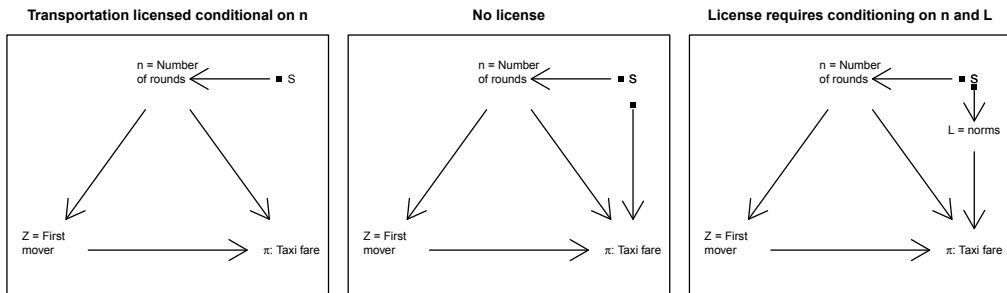 Transportation licensed conditional on n
n = Number
of rounds
S
Z = First
mover
π: Taxi fare
No license
n = Number
of rounds
S
Z = First
mover
π: Taxi fare
License requires conditioning on n and L
n = Number
of rounds
S
L = norms
Z = First
mover
π: Taxi fare